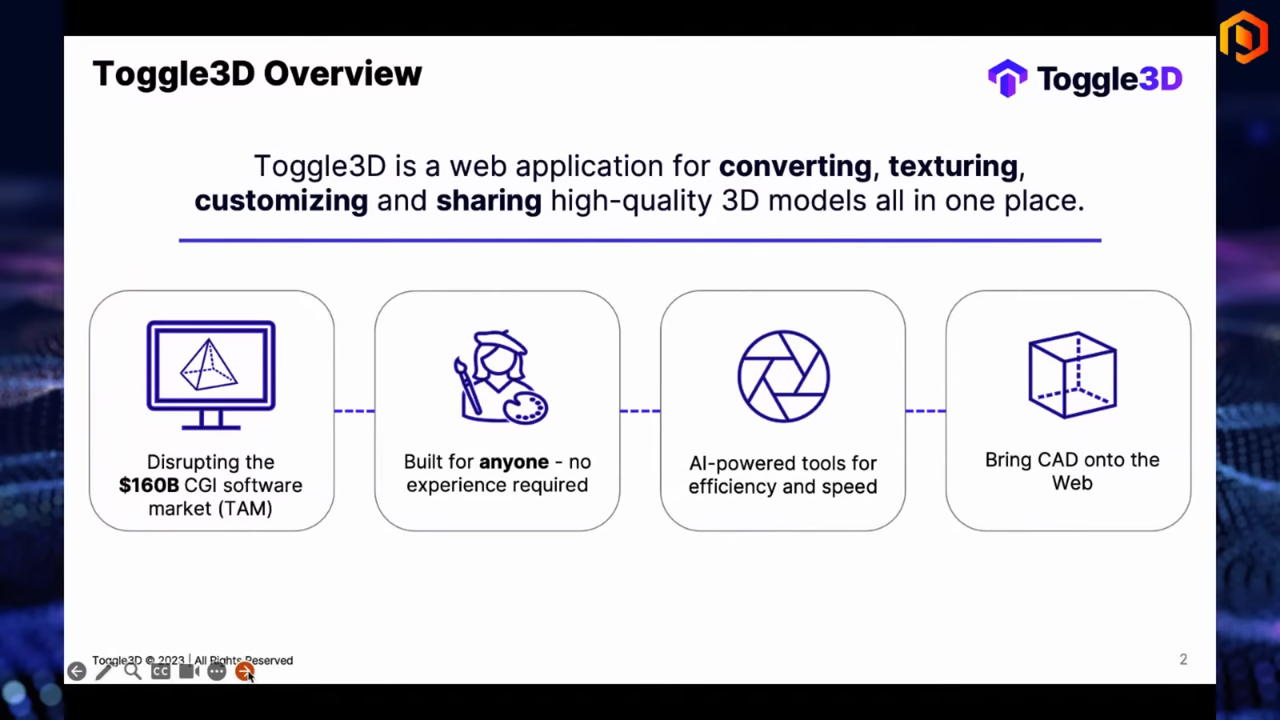 Toggle3D Overview
Toggle3D
Toggle3D is a web application for converting, texturing,
customizing and sharing high-quality 3D models all in one place.
Disrupting the
$160B CGI software
market (TAM)
Built for anyone - no
experience required
AI-powered tools for
efficiency and speed
Bring CAD onto the
Web
Toggle3D © 2023 | All Rights Reserved
CC
2